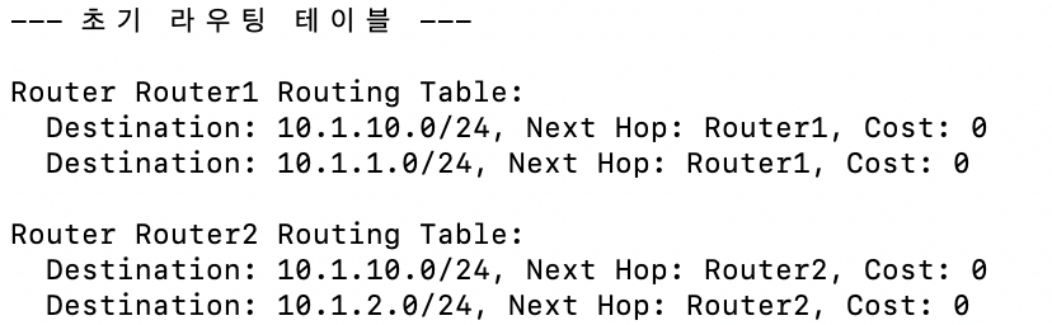 --- 초기 라우팅 테이블 ---
Router Router1 Routing Table:
Destination: 10.1.10.0/24, Next Hop: Router1, Cost: 0
Destination: 10.1.1.0/24, Next Hop: Router1, Cost: 0
Router Router2 Routing Table:
Destination: 10.1.10.0/24, Next Hop: Router2, Cost: 0
Destination: 10.1.2.0/24, Next Hop: Router2, Cost: 0